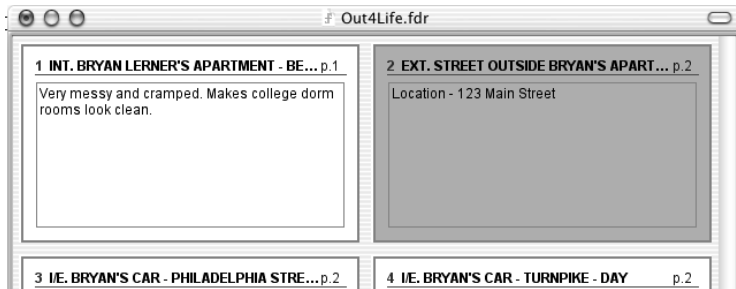 Out4Life.fdr
1 INT. BRYAN LERNER'S APARTMENT - BE... p.1
Very messy and cramped. Makes college dorm
rooms look clean.
2 EXT. STREET OUTSIDE BRYAN'S APART... p.2
Location - 123 Main Street
3 I/E. BRYAN'S CAR - PHILADELPHIA STRE... p.2
4 I/E. BRYAN'S CAR - TURNPIKE - DAY p.2